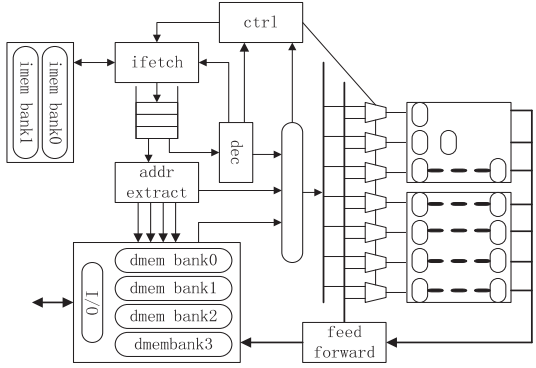 ctrl
ifetch
imem bank1
imem bank0
dec
addr
extract
dmem bank0
dmem bank1
dmem bank2
dmembank3
I/O
feed
forward